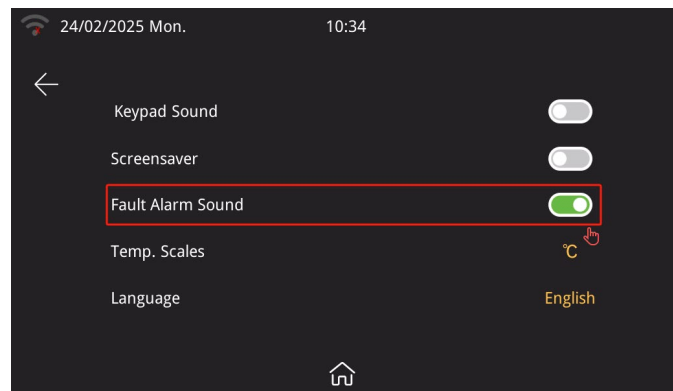 24/02/2025 Mon. 10:34
Keypad Sound
Screensaver
Fault Alarm Sound
Temp. Scales ℃
Language English